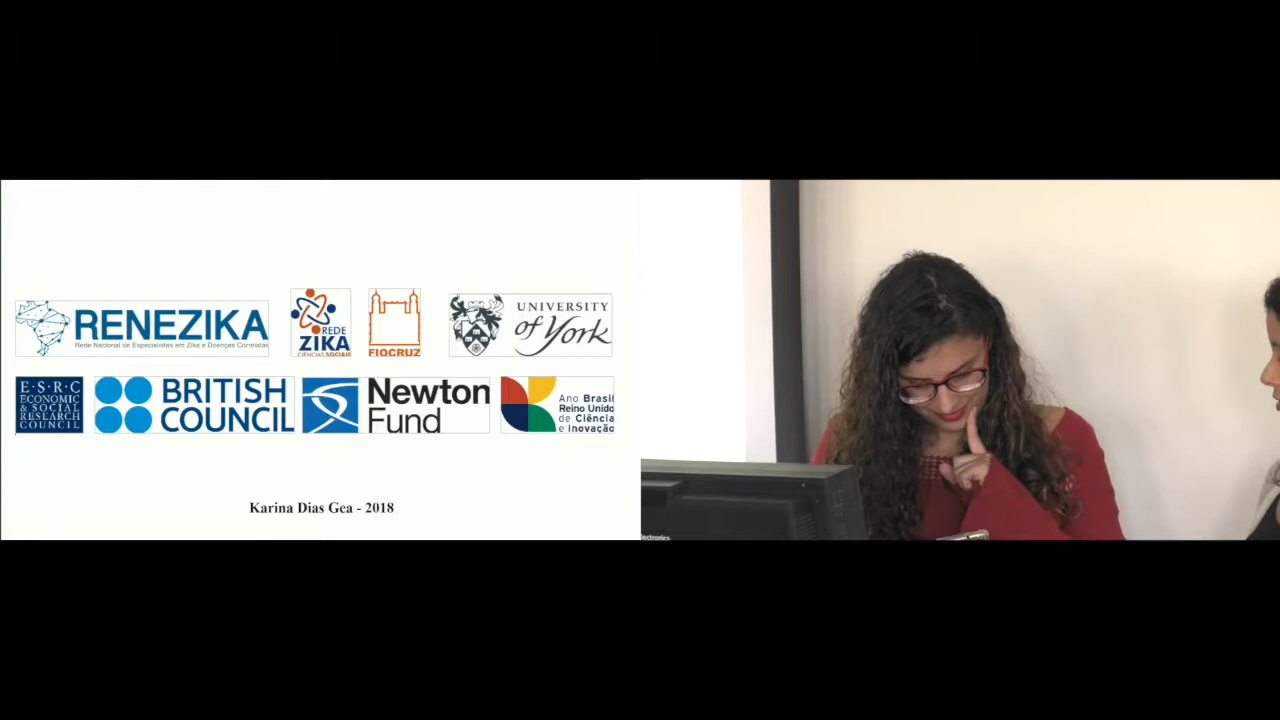 RENEZIKA
Rede Nacional de Especialistas em Zika e Doenças Correlatas
REDE
ZIKA
CIÊNCIAS SOCIAIS
FIOCRUZ
UNIVERSITY
of York
E·S·R·C
ECONOMIC
& SOCIAL
RESEARCH
COUNCIL
BRITISH
COUNCIL
Newton
Fund
Ano Brasil
Reino Unido
de Ciência
e Inovação
Karina Dias Gea - 2018
ectronics